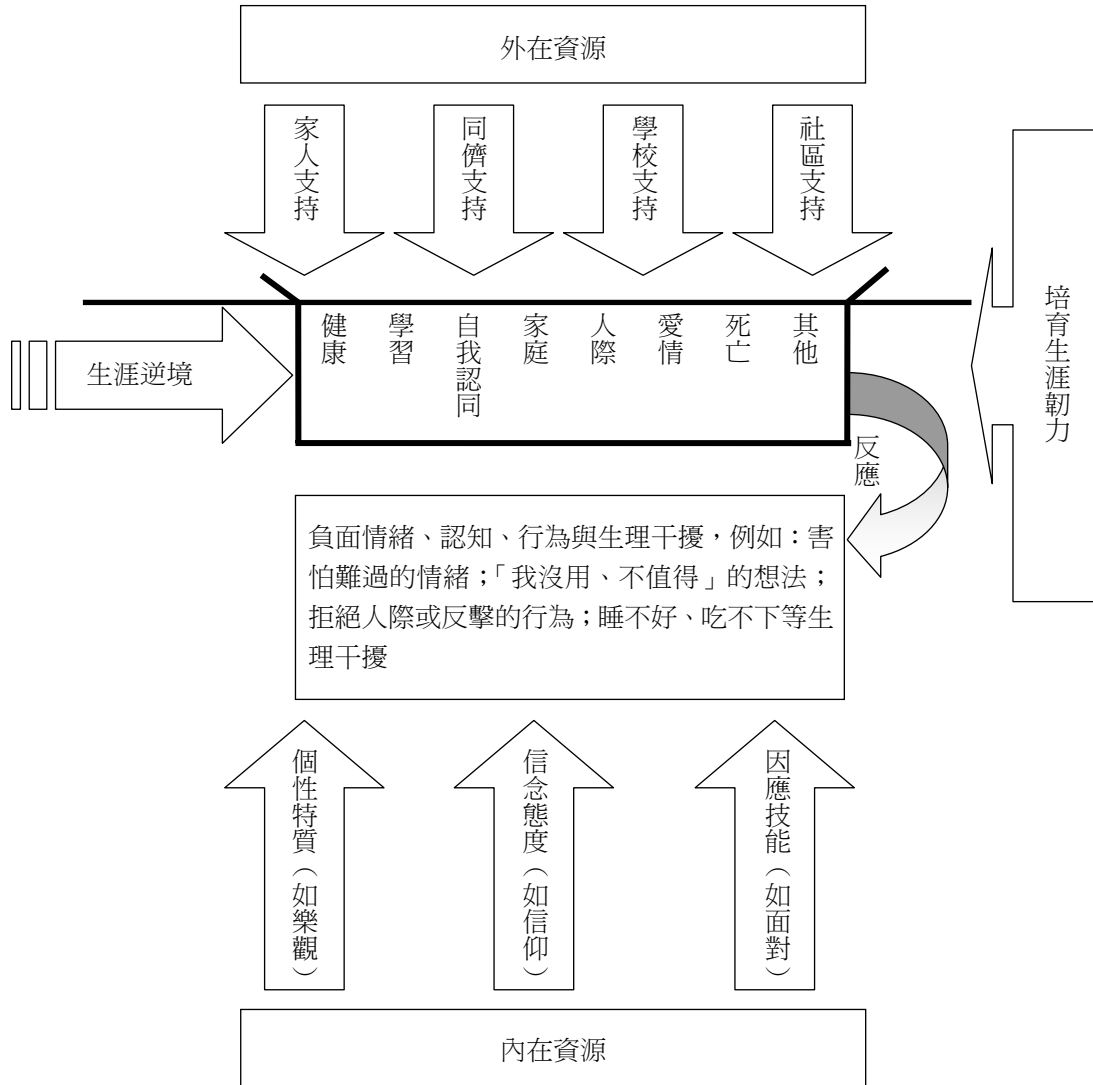 外在資源
家人支持
同儕支持
學校支持
社區支持
健康
學習
自我認同
家庭
人際
愛情
死亡
其他
生涯逆境
培育生涯韌力
反應
負面情緒、認知、行為與生理干擾，例如：害
怕難過的情緒；「我沒用、不值得」的想法；
拒絕人際或反擊的行為；睡不好、吃不下等生
理干擾
個性特質（如樂觀）
信念態度（如信仰）
因應技能（如面對）
內在資源